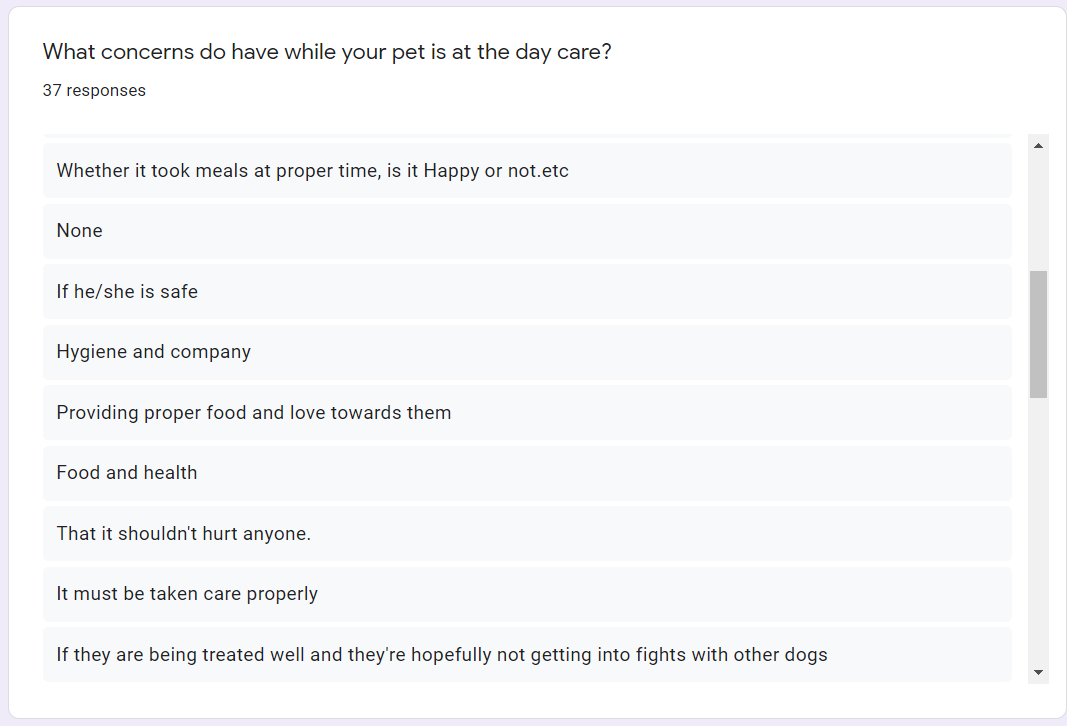 What concerns do have while your pet is at the day care?
37 responses
Whether it took meals at proper time, is it Happy or not.etc
None
If he/she is safe
Hygiene and company
Providing proper food and love towards them
Food and health
That it shouldn't hurt anyone.
It must be taken care properly
If they are being treated well and they're hopefully not getting into fights with other dogs